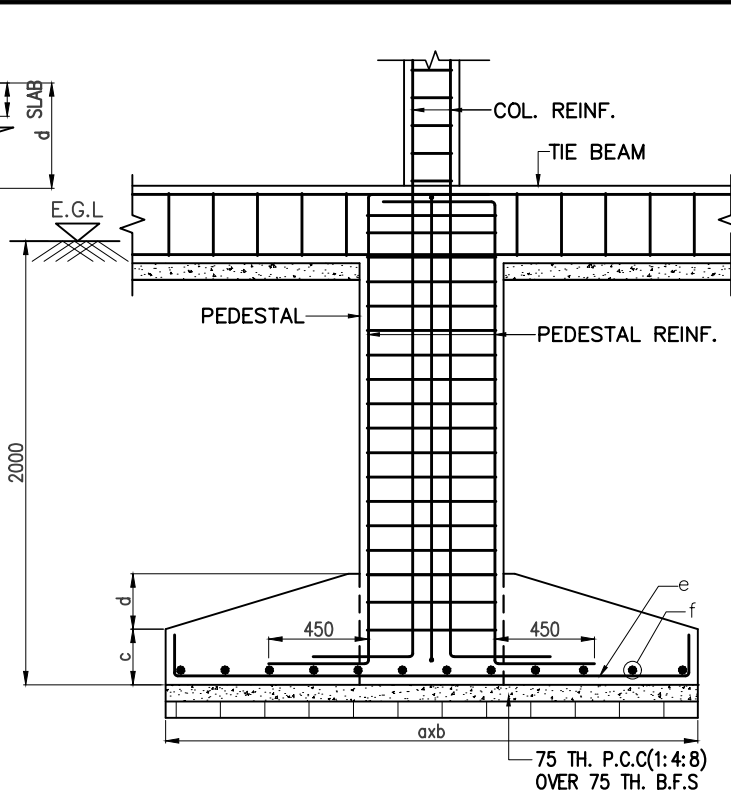 d SLAB
COL. REINF.
TIE BEAM
E.G.L
PEDESTAL
PEDESTAL REINF.
2000
d
c
450
450
e
f
axb
75 TH. P.C.C(1:4:8)
OVER 75 TH. B.F.S